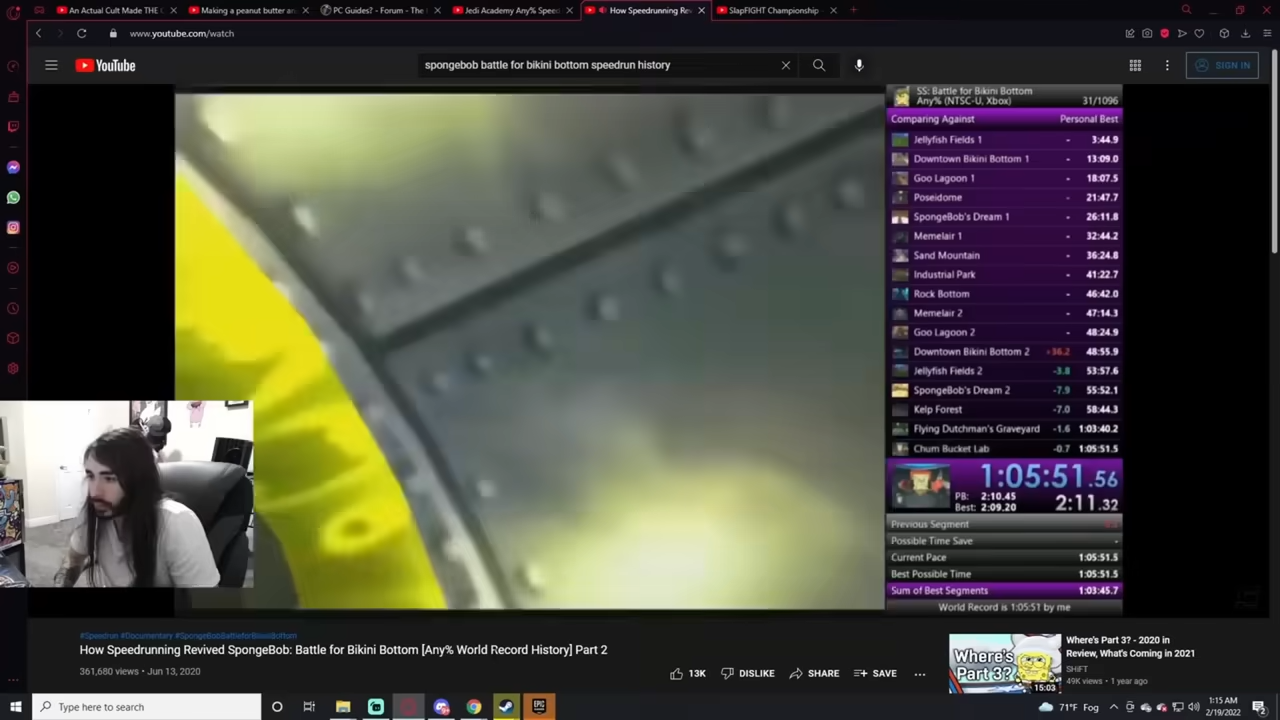 An Actual Cult Made THE
Making a peanut butter an
PC Guides? - Forum - The
Jedi Academy Any% Speed
How Speedrunning Rev
SlapFIGHT Championship
www.youtube.com/watch
YouTube
spongebob battle for bikini bottom speedrun history
SIGN IN
SS: Battle for Bikini Bottom
Any% (NTSC-U, Xbox) 31/1096
Comparing Against Personal Best
Jellyfish Fields 1 - 3:44.9
Downtown Bikini Bottom 1 - 13:09.0
Goo Lagoon 1 - 18:07.5
Poseidome - 21:47.7
SpongeBob's Dream 1 - 26:11.8
Memelair 1 - 32:44.2
Sand Mountain - 36:24.8
Industrial Park - 41:22.7
Rock Bottom - 46:42.0
Memelair 2 - 47:14.3
Goo Lagoon 2 - 48:24.9
Downtown Bikini Bottom 2 +36.2 48:55.9
Jellyfish Fields 2 -3.8 53:57.6
SpongeBob's Dream 2 -7.9 55:52.1
Kelp Forest -7.0 58:44.3
Flying Dutchman's Graveyard -1.6 1:03:40.2
Chum Bucket Lab -0.7 1:05:51.5
1:05:51.56
PB: 2:10.45
Best: 2:09.20 2:11.32
Previous Segment
Possible Time Save -
Current Pace 1:05:51.5
Best Possible Time 1:05:51.5
Sum of Best Segments 1:03:45.7
World Record is 1:05:51 by me
#Speedrun #Documentary #SpongeBobBattleforBikiniBottom
How Speedrunning Revived SpongeBob: Battle for Bikini Bottom [Any% World Record History] Part 2
361,680 views • Jun 13, 2020
13K DISLIKE SHARE SAVE
Where's Part 3?
15:03
Where's Part 3? - 2020 in
Review, What's Coming in 2021
SHiFT
49K views • 1 year ago
Type here to search
EPIC
71°F Fog
1:15 AM
2/19/2022
2